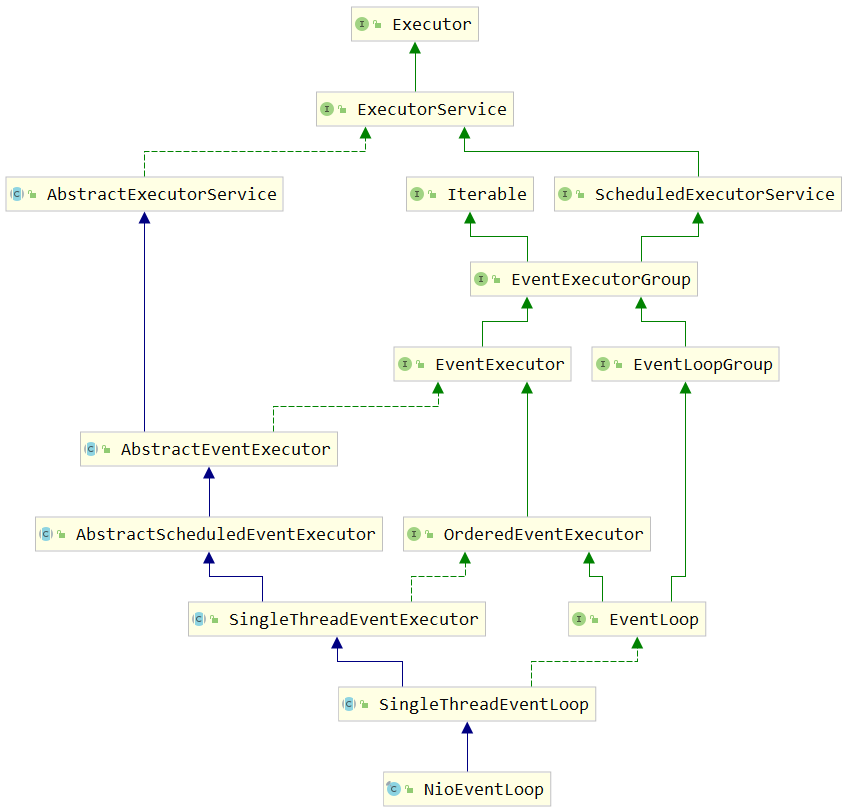 Executor
ExecutorService
AbstractExecutorService
Iterable
ScheduledExecutorService
EventExecutorGroup
EventExecutor
EventLoopGroup
AbstractEventExecutor
AbstractScheduledEventExecutor
OrderedEventExecutor
SingleThreadEventExecutor
EventLoop
SingleThreadEventLoop
NioEventLoop